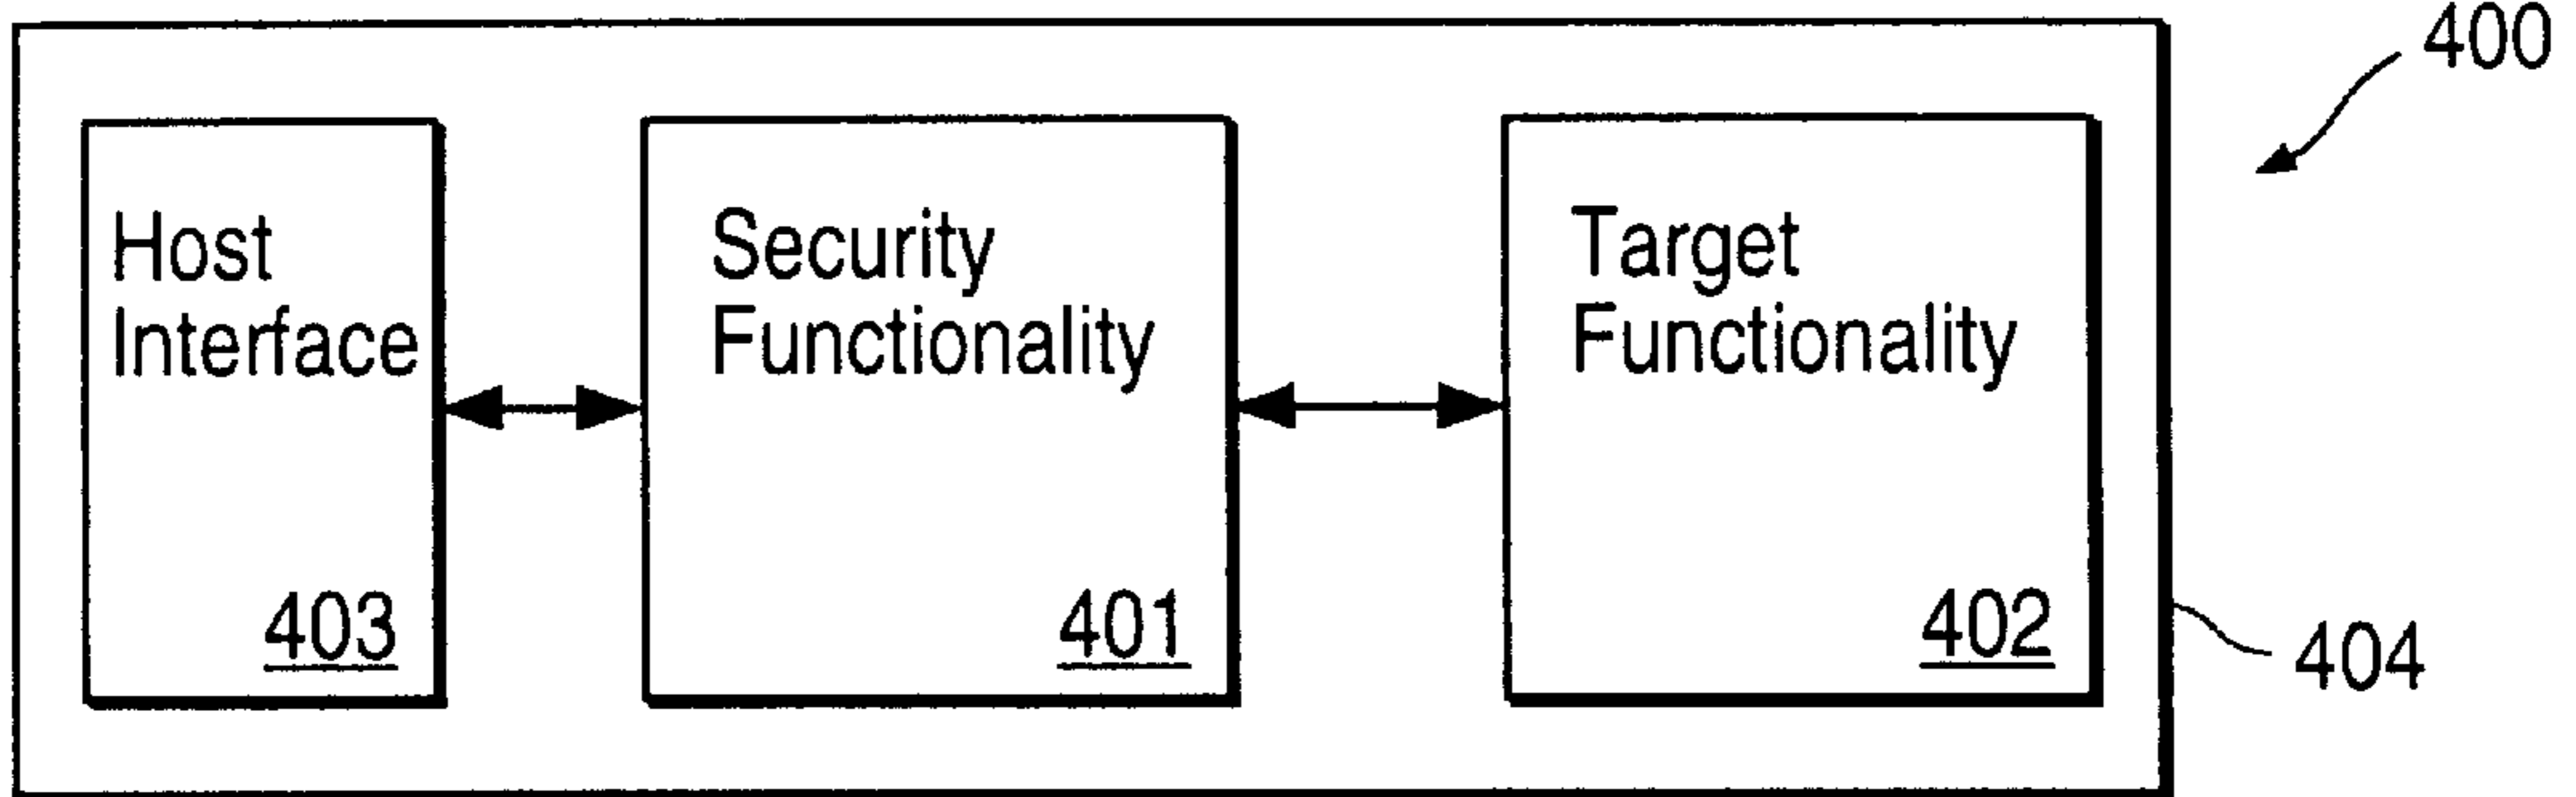 400
Host
Interface
403
Security
Functionality
401
Target
Functionality
402
404